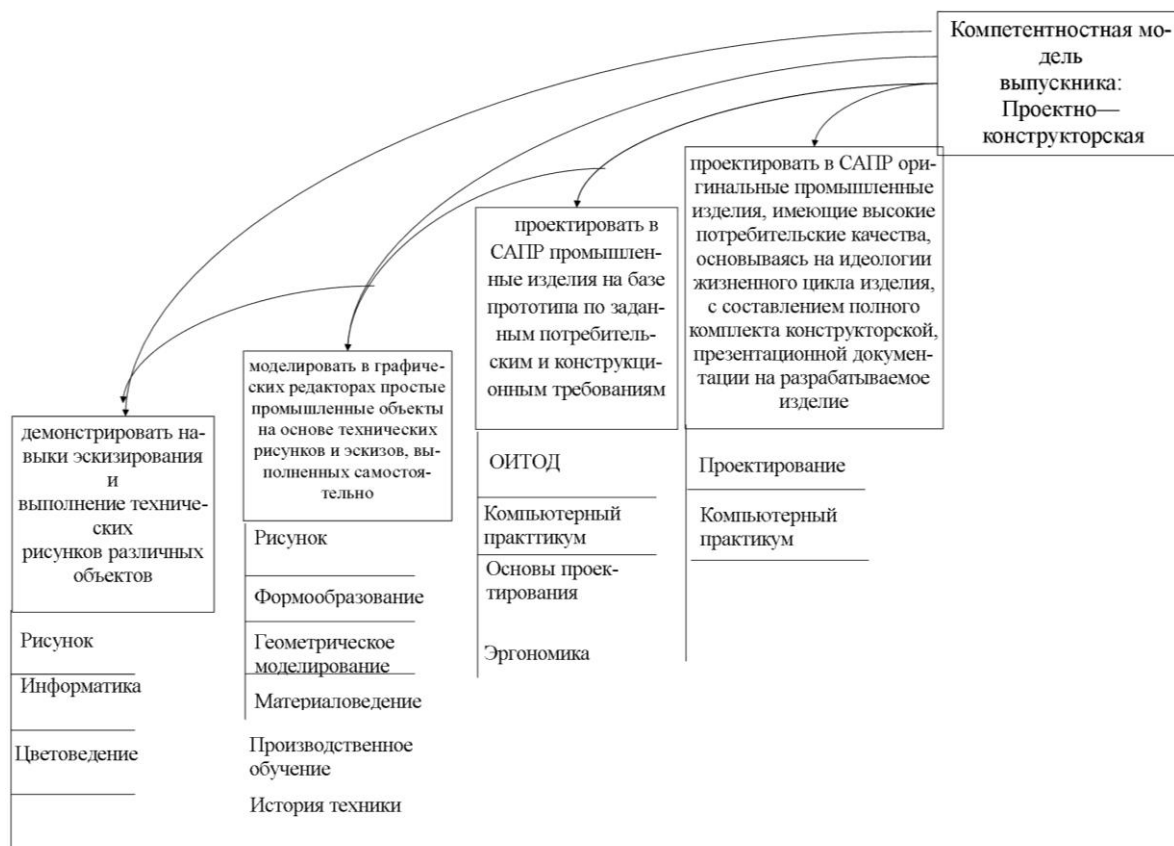 Компетентностная мо-
дель
выпускника:
Проектно—
конструкторская
проектировать в САПР ори-
гинальные промышленные
изделия, имеющие высокие
потребительские качества,
основываясь на идеологии
жизненного цикла изделия,
с составлением полного
комплекта конструкторской,
презентационной докумен-
тации на разрабатываемое
изделие
Проектирование
Компьютерный
практикум
проектировать в
САПР промышлен-
ные изделия на базе
прототипа по задан-
ным потребитель-
ским и конструкци-
онным требованиям
ОИТОД
Компьютерный
practтикум
Основы проек-
тирования
Эргономика
моделировать в графиче-
ских редакторах простые
промышленные объекты
на основе технических
рисунков и эскизов, вы-
полненных самостоя-
тельно
Рисунок
Формообразование
Геометрическое
моделирование
Материаловедение
Производственное
обучение
История техники
демонстрировать на-
выки эскизирования
и
выполнение техниче-
ских
рисунков различных
объектов
Рисунок
Информатика
Цветоведение